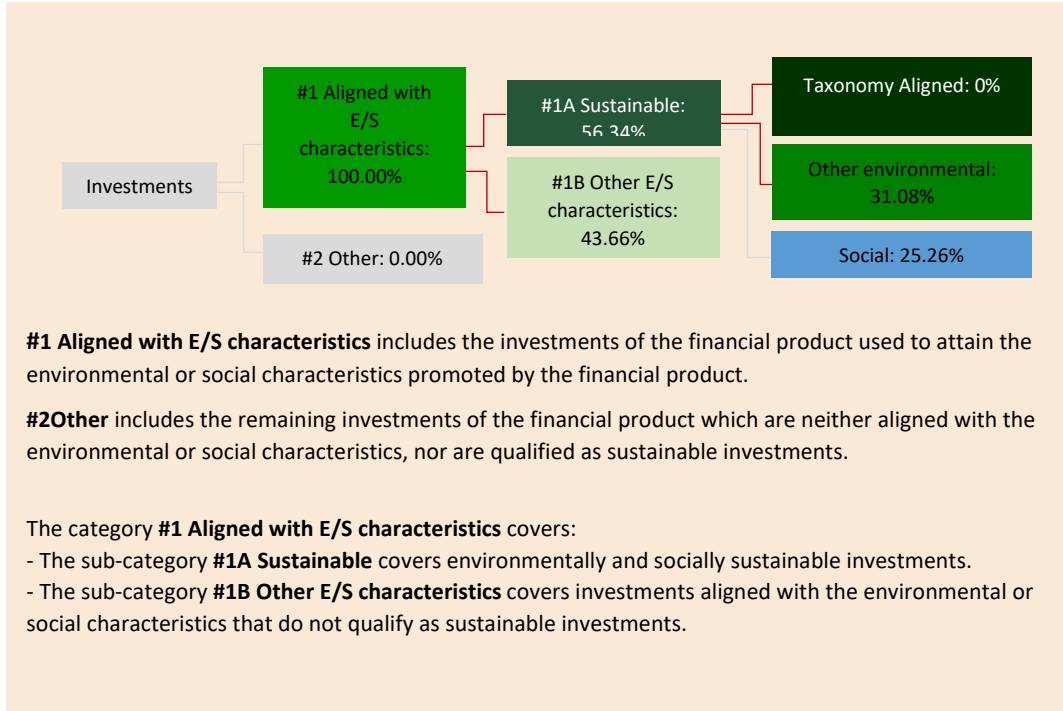 Investments
#1 Aligned with
E/S
characteristics:
100.00%
#2 Other: 0.00%
#1A Sustainable:
56.34%
#1B Other E/S
characteristics:
43.66%
Taxonomy Aligned: 0%
Other environmental:
31.08%
Social: 25.26%
#1 Aligned with E/S characteristics includes the investments of the financial product used to attain the
environmental or social characteristics promoted by the financial product.
#2Other includes the remaining investments of the financial product which are neither aligned with the
environmental or social characteristics, nor are qualified as sustainable investments.
The category #1 Aligned with E/S characteristics covers:
- The sub-category #1A Sustainable covers environmentally and socially sustainable investments.
- The sub-category #1B Other E/S characteristics covers investments aligned with the environmental or
social characteristics that do not qualify as sustainable investments.